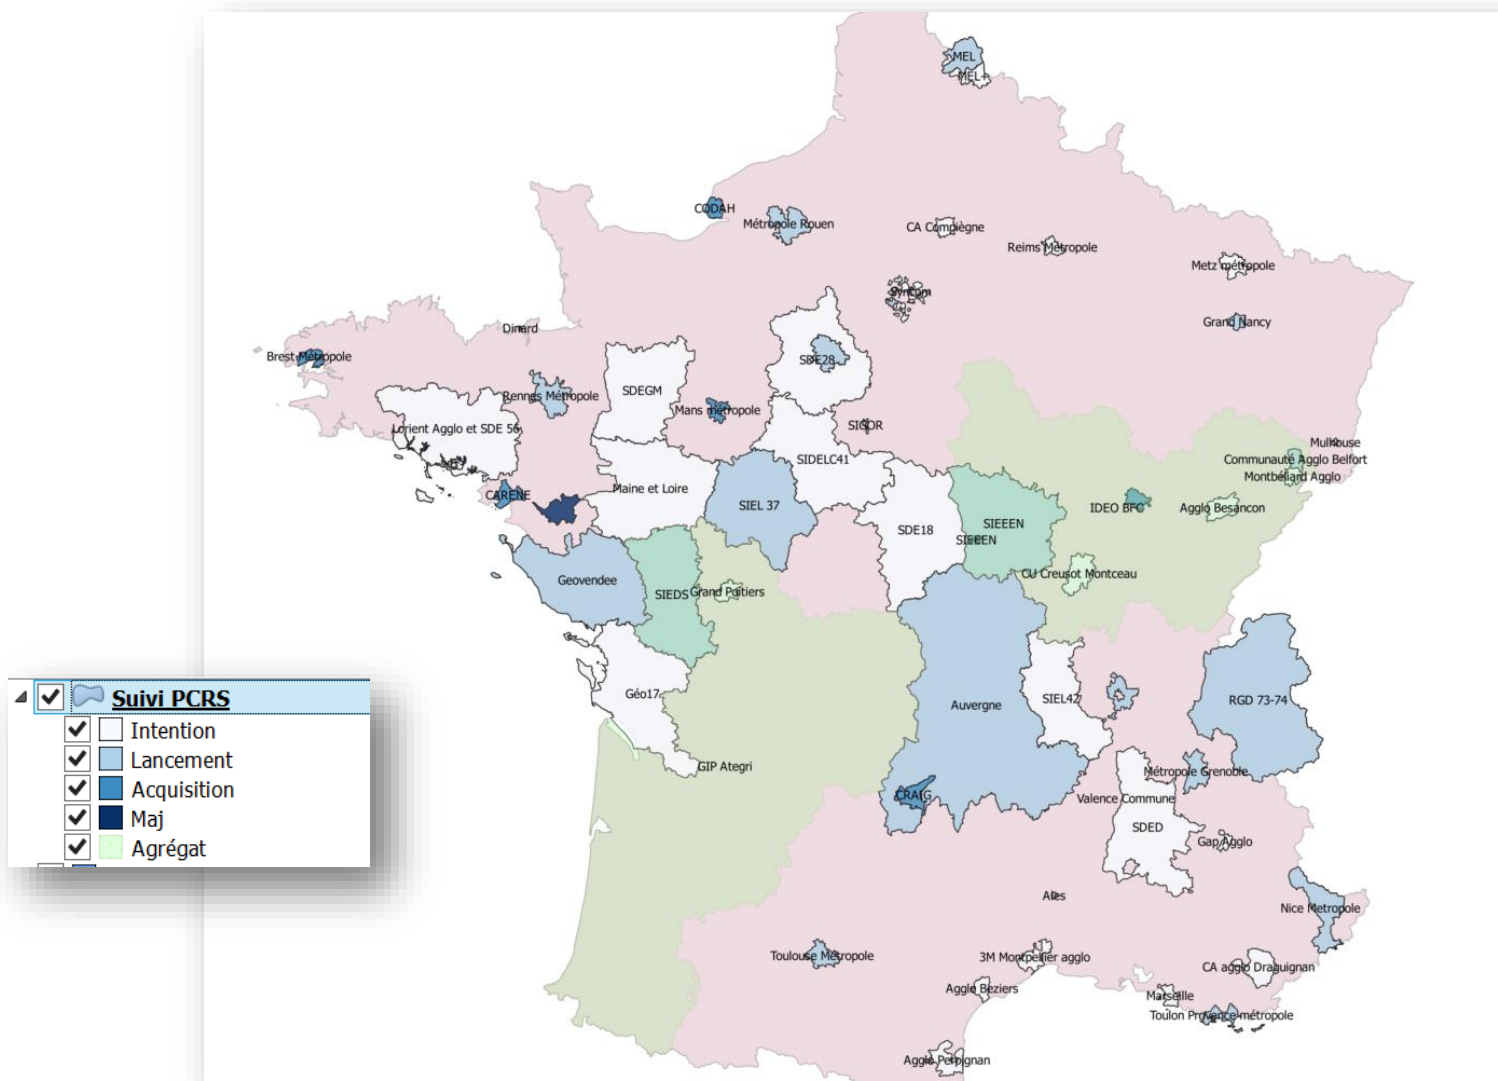 MEL
MEL+
CODAH
Métropole Rouen
CA Compiègne
Reims Métropole
Metz métropole
Grand Nancy
Dinard
Brest Métropole
SDE28
Rennes Métropole
SDEGM
Mans métropole
Lorient Agglo et SDE 56
SIGOR
Mulhouse
SIDELC41
Communauté Agglo Belfort
Montbéliard Agglo
Maine et Loire
CARENE
SIEL 37
IDEO BFC
Agglo Besancon
SIEEEN
SDE18
SIEEEN
CU Creusot Montceau
Geovendee
SIEDS
Grand Poitiers
Géo17
Auvergne
SIEL42
RGD 73-74
GIP Ategri
Métropole Grenoble
CRAIG
Valence Commune
SDED
Gap Agglo
Ales
Nice Metropole
Toulouse Métropole
3M Montpellier agglo
CA agglo Draguignan
Agglo Beziers
Marseille
Toulon Provence métropole
Agglo Perpignan
Suivi PCRS
Intention
Lancement
Acquisition
Maj
Agrégat